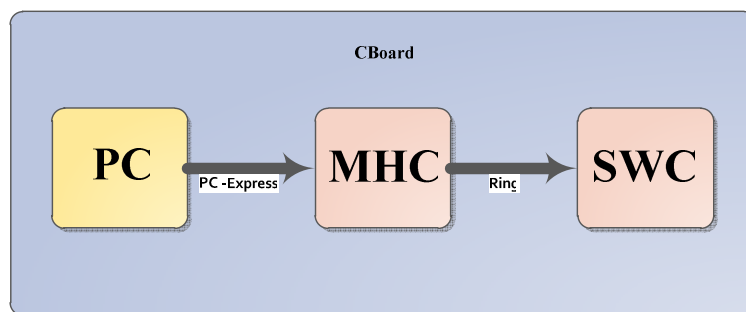 CBoard
PC
MHC
SWC
PC -Express
Ring